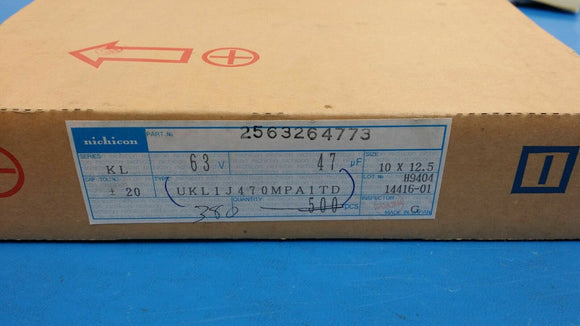 nichicon PART.№ 2563264773
SERIES KL 63 V 47 µF SIZE 10 X 12.5
CAP. TOL.% ± 20 TYPE UKL1J470MPA1TD LOT № H9404 14416-01
380 QUANTITY 500 PCS INSPECTOR MADE IN JAPAN G